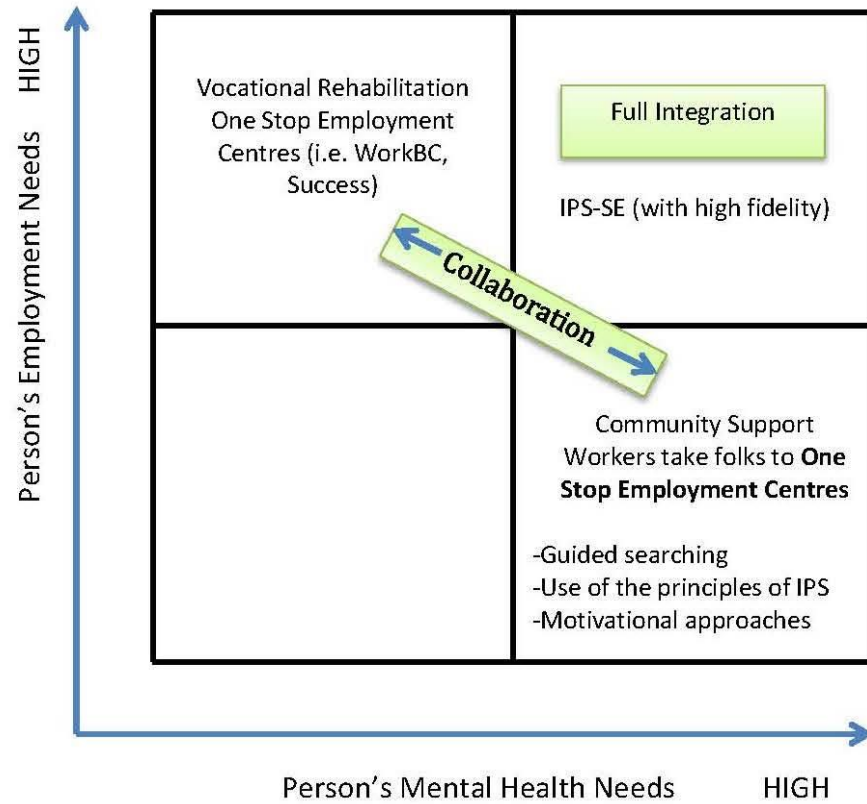 Person's Employment Needs HIGH
Vocational Rehabilitation
One Stop Employment
Centres (i.e. WorkBC,
Success)
Full Integration
IPS-SE (with high fidelity)
Collaboration
Community Support
Workers take folks to One
Stop Employment Centres
-Guided searching
-Use of the principles of IPS
-Motivational approaches
Person's Mental Health Needs HIGH